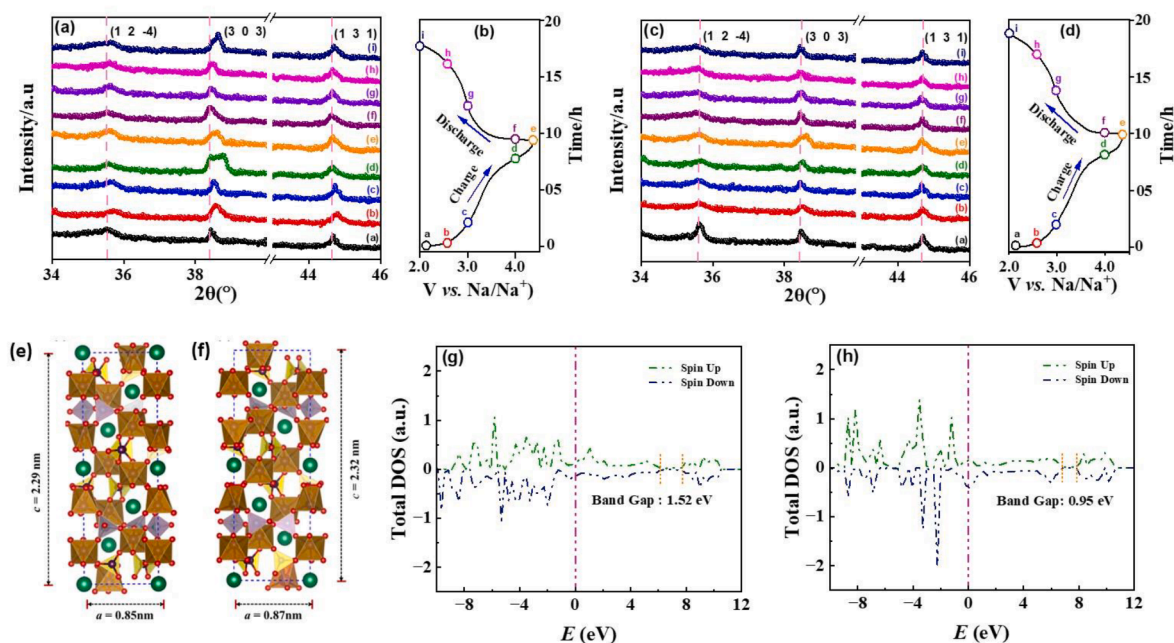 (a)
(1 2 -4)
(3 0 3)
(1 3 1)
(i)
(h)
(g)
(f)
(e)
(d)
(c)
(b)
(a)
Intensity/a.u
34 36 38 44 46
2θ(°)
(b)
i
h
g
f
e
d
c
b
a
Discharge
Charge
20
15
10
05
0
Time/h
2.0 3.0 4.0
V vs. Na/Na⁺)
(c)
(1 2 -4)
(3 0 3)
(1 3 1)
(i)
(h)
(g)
(f)
(e)
(d)
(c)
(b)
(a)
Intensity/a.u
34 36 38 44 46
2θ(°)
(d)
i
h
g
f
e
d
c
b
a
Discharge
Charge
20
15
10
05
0
Time/h
2.0 3.0 4.0
V vs. Na/Na⁺)
(e)
c = 2.29 nm
a = 0.85nm
(f)
c = 2.32 nm
a = 0.87nm
(g)
Spin Up
Spin Down
Band Gap : 1.52 eV
Total DOS (a.u.)
2
1
0
−1
−2
−8 −4 0 4 8 12
E (eV)
(h)
Spin Up
Spin Down
Band Gap: 0.95 eV
Total DOS (a.u.)
2
1
0
−1
−2
−8 −4 0 4 8 12
E (eV)